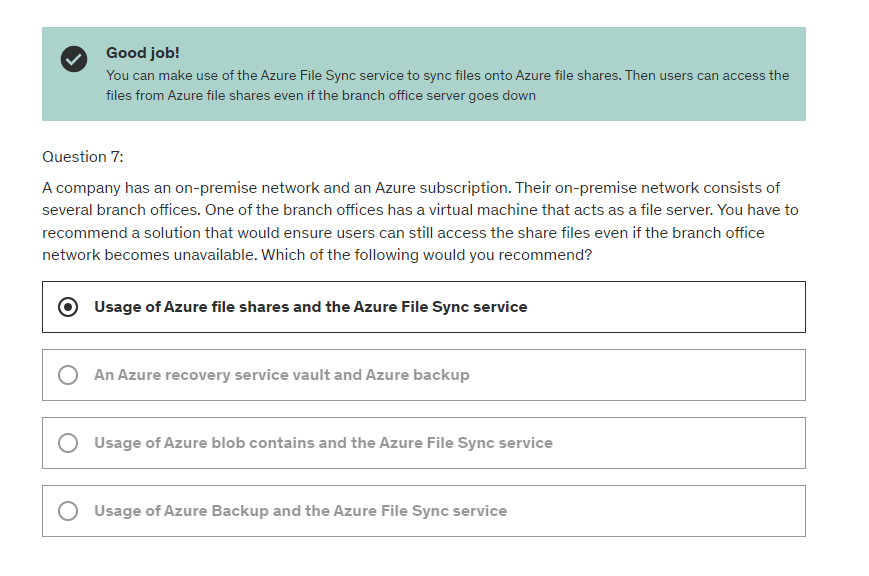 Good job!
You can make use of the Azure File Sync service to sync files onto Azure file shares. Then users can access the
files from Azure file shares even if the branch office server goes down
Question 7:
A company has an on-premise network and an Azure subscription. Their on-premise network consists of
several branch offices. One of the branch offices has a virtual machine that acts as a file server. You have to
recommend a solution that would ensure users can still access the share files even if the branch office
network becomes unavailable. Which of the following would you recommend?
Usage of Azure file shares and the Azure File Sync service
An Azure recovery service vault and Azure backup
Usage of Azure blob contains and the Azure File Sync service
Usage of Azure Backup and the Azure File Sync service